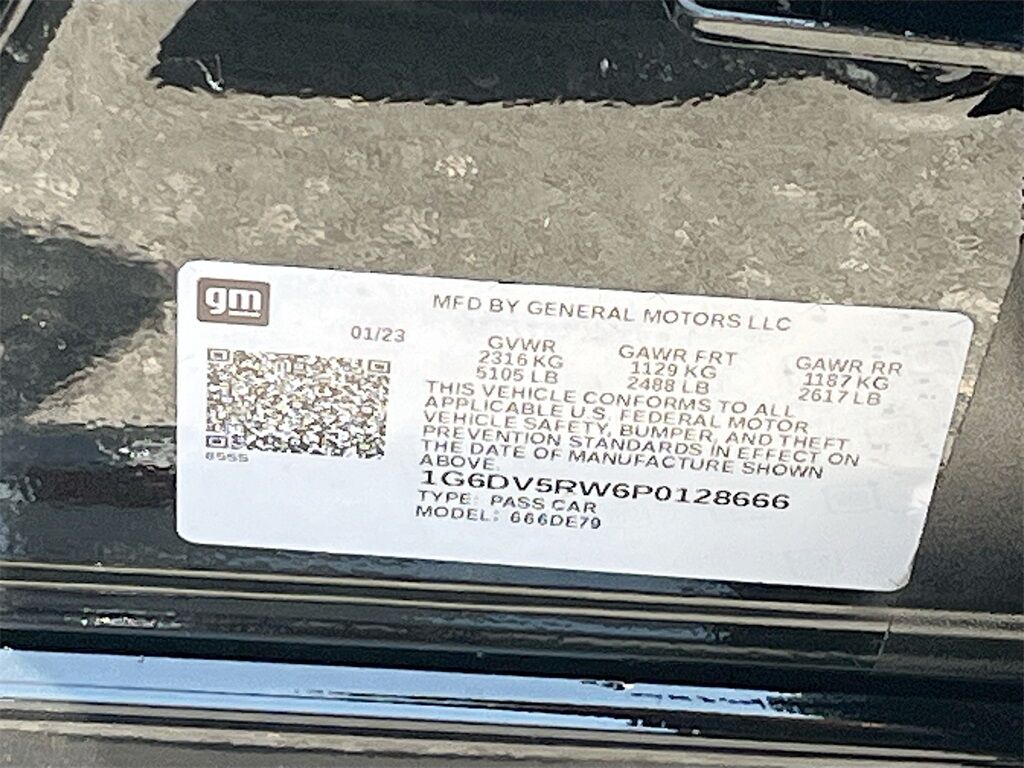 gm
MFD BY GENERAL MOTORS LLC
01/23
GVWR
2316 KG
5105 LB
GAWR FRT
1129 KG
2488 LB
GAWR RR
1187 KG
2617 LB
THIS VEHICLE CONFORMS TO ALL
APPLICABLE U.S. FEDERAL MOTOR
VEHICLE SAFETY, BUMPER, AND THEFT
PREVENTION STANDARDS IN EFFECT ON
THE DATE OF MANUFACTURE SHOWN
ABOVE.
1G6DV5RW6P0128666
TYPE: PASS CAR
MODEL: 666DE79